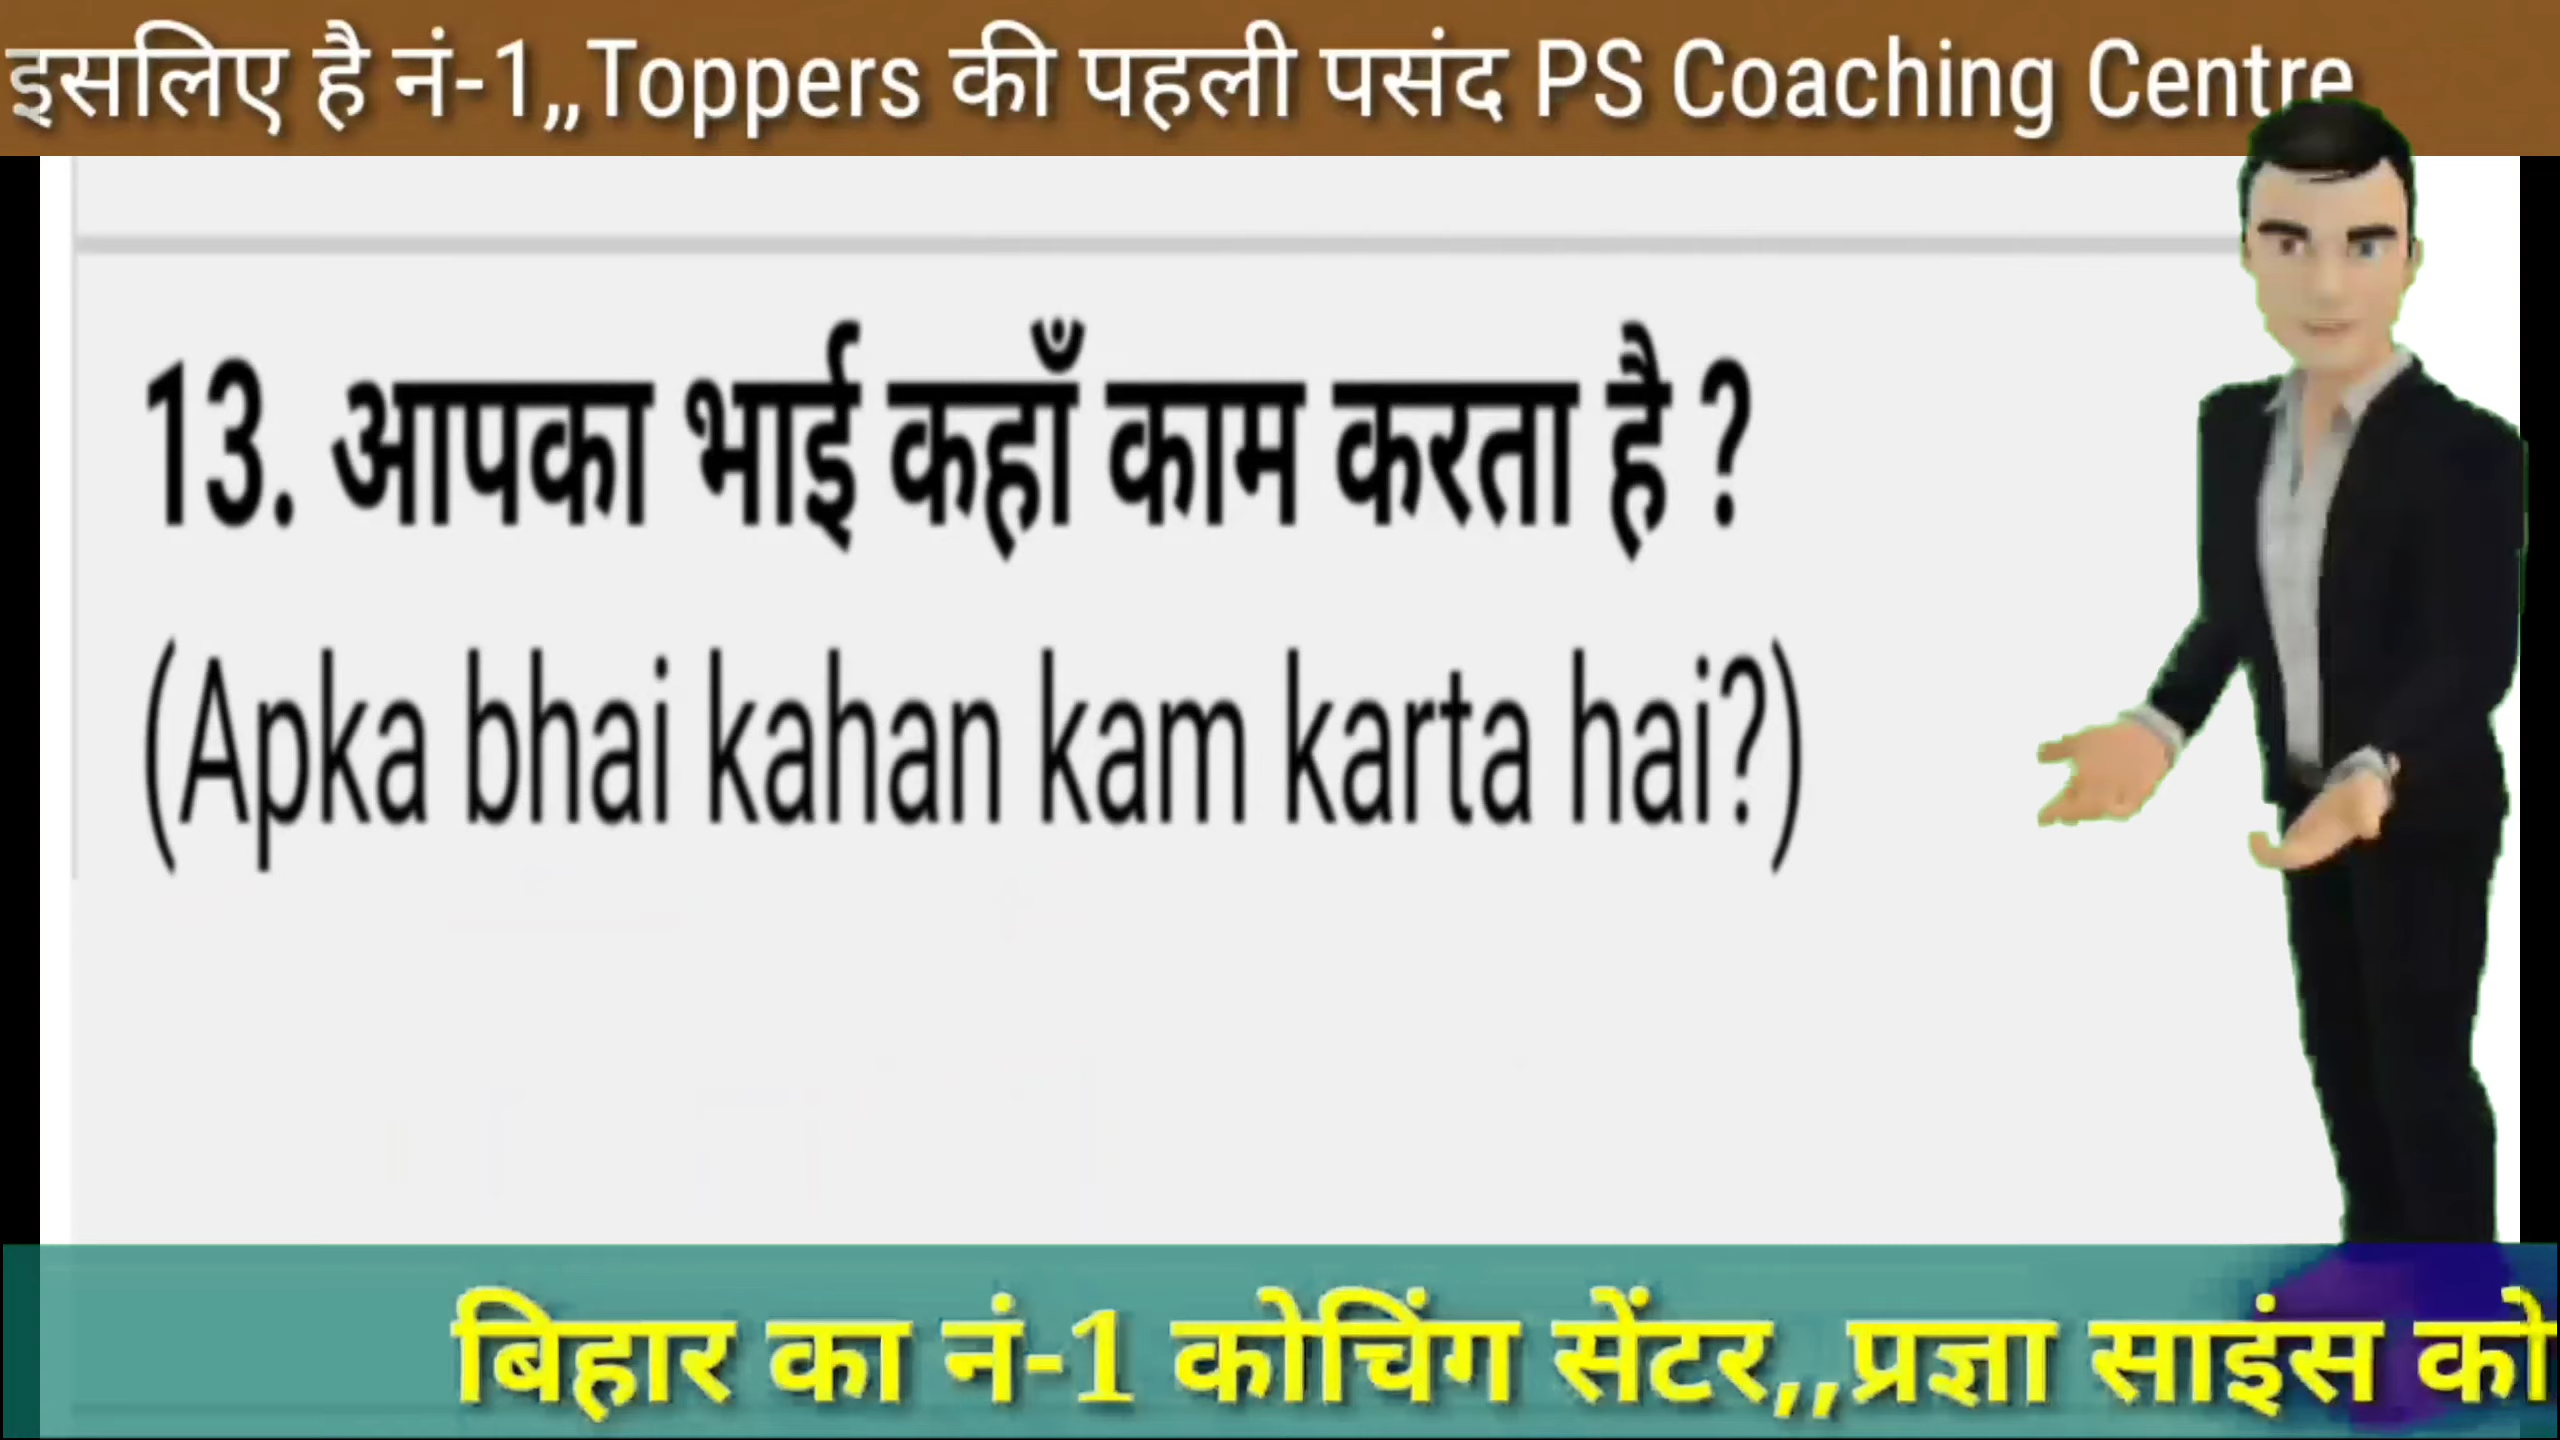 इसलिए है नं-1,,Toppers की पहली पसंद PS Coaching Centre
13. आपका भाई कहाँ काम करता है ?
(Apka bhai kahan kam karta hai?)
बिहार का नं-1 कोचिंग सेंटर,,प्रज्ञा साइंस को